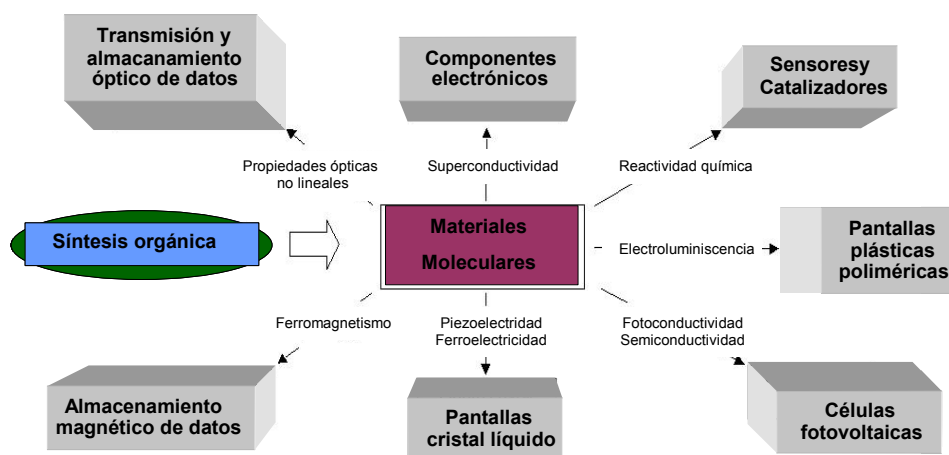 Transmisión y
almacanamiento
óptico de datos
Componentes
electrónicos
Sensoresy
Catalizadores
Propiedades ópticas
no lineales
Superconductividad
Reactividad química
Síntesis orgánica
Materiales
Moleculares
Electroluminiscencia
Pantallas
plásticas
poliméricas
Ferromagnetismo
Piezoelectridad
Ferroelectricidad
Fotoconductividad
Semiconductividad
Almacenamiento
magnético de datos
Pantallas
cristal líquido
Células
fotovoltaicas